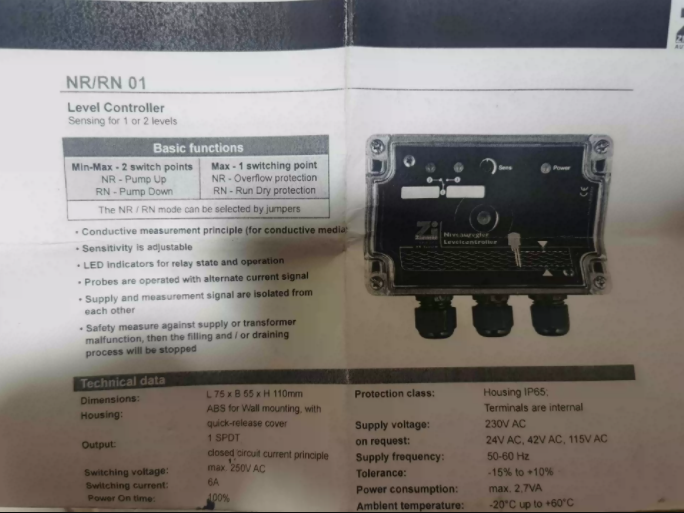 NR/RN 01
Level Controller
Sensing for 1 or 2 levels
Basic functions
Min-Max - 2 switch points
NR - Pump Up
RN - Pump Down
Max - 1 switching point
NR - Overflow protection
RN - Run Dry protection
The NR / RN mode can be selected by jumpers
• Conductive measurement principle (for conductive media
• Sensitivity is adjustable
• LED indicators for relay state and operation
• Probes are operated with alternate current signal
• Supply and measurement signal are isolated from
each other
• Safety measure against supply or transformer
malfunction, then the filling and / or draining
process will be stopped
Sens.
Power
Zi
Niveauregler
Levelcontroller
Technical data
Dimensions: L 75 x B 55 x H 110mm
Housing: ABS for Wall mounting, with
quick-release cover
Output: 1 SPDT
closed circuit current principle
Switching voltage: max. 250V AC
Switching current: 6A
Power On time: 100%
Protection class: Housing IP65;
Terminals are internal
Supply voltage: 230V AC
on request: 24V AC, 42V AC, 115V AC
Supply frequency: 50-60 Hz
Tolerance: -15% to +10%
Power consumption: max. 2.7VA
Ambient temperature: -20°C up to +60°C